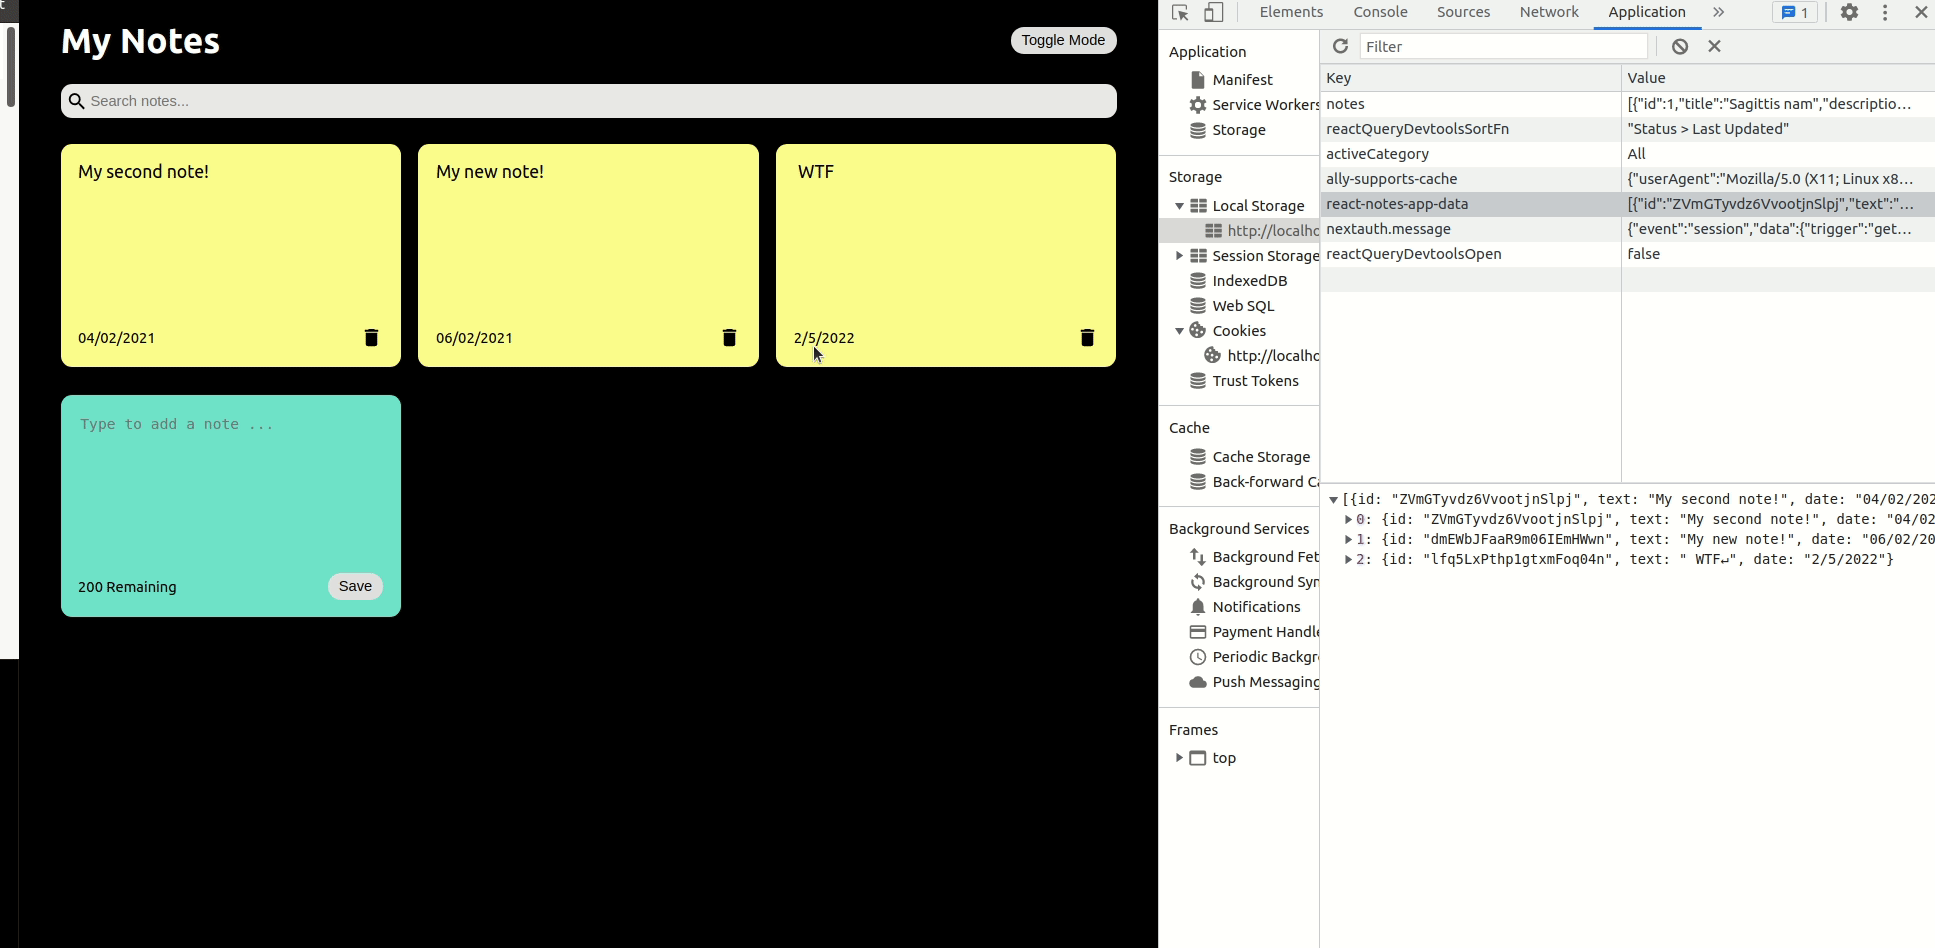 t
My Notes
Toggle Mode
Search notes...
My second note!
04/02/2021
My new note!
06/02/2021
WTF
2/5/2022
Type to add a note ...
200 Remaining
Save
Elements Console Sources Network Application » 1
Application
Manifest
Service Workers
Storage
Storage
Local Storage
http://localho
Session Storage
IndexedDB
Web SQL
Cookies
http://localho
Trust Tokens
Cache
Cache Storage
Back-forward Ca
Background Services
Background Fet
Background Syn
Notifications
Payment Handle
Periodic Backgr
Push Messaging
Frames
top
Filter
Key Value
notes [{"id":1,"title":"Sagittis nam","descriptio…
reactQueryDevtoolsSortFn "Status > Last Updated"
activeCategory All
ally-supports-cache {"userAgent":"Mozilla/5.0 (X11; Linux x8…
react-notes-app-data [{"id":"ZVmGTyvdz6VvootjnSlpj","text":"…
nextauth.message {"event":"session","data":{"trigger":"get…
reactQueryDevtoolsOpen false
[{id: "ZVmGTyvdz6VvootjnSlpj", text: "My second note!", date: "04/02/202
0: {id: "ZVmGTyvdz6VvootjnSlpj", text: "My second note!", date: "04/02
1: {id: "dmEWbJFaaR9m06IEmHWwn", text: "My new note!", date: "06/02/20
2: {id: "lfq5LxPthp1gtxmFoq04n", text: " WTF↵", date: "2/5/2022"}